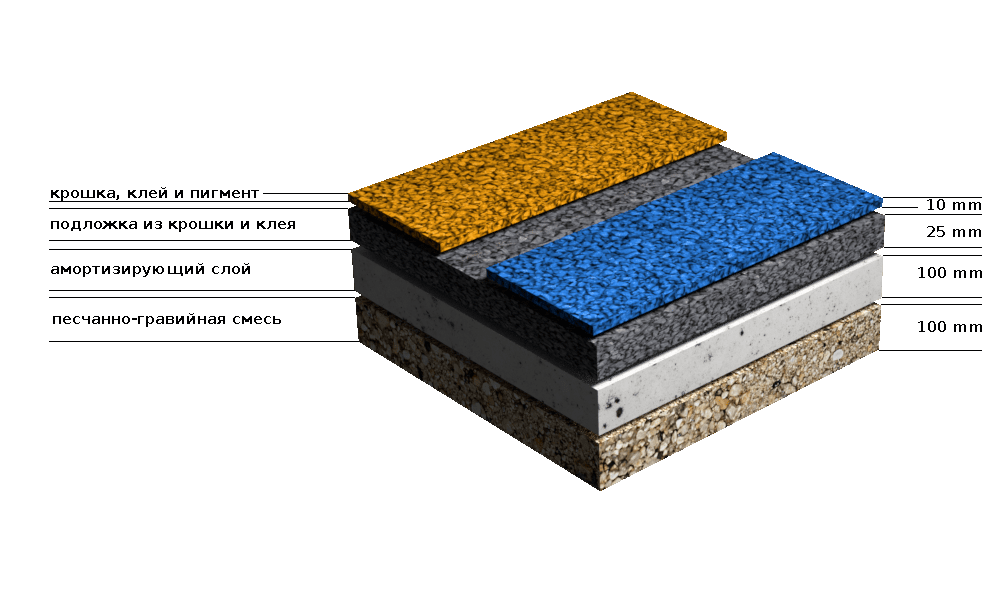 крошка, клей и пигмент
10 mm
подложка из крошки и клея
25 mm
амортизирующий слой
100 mm
песчанно-гравийная смесь
100 mm